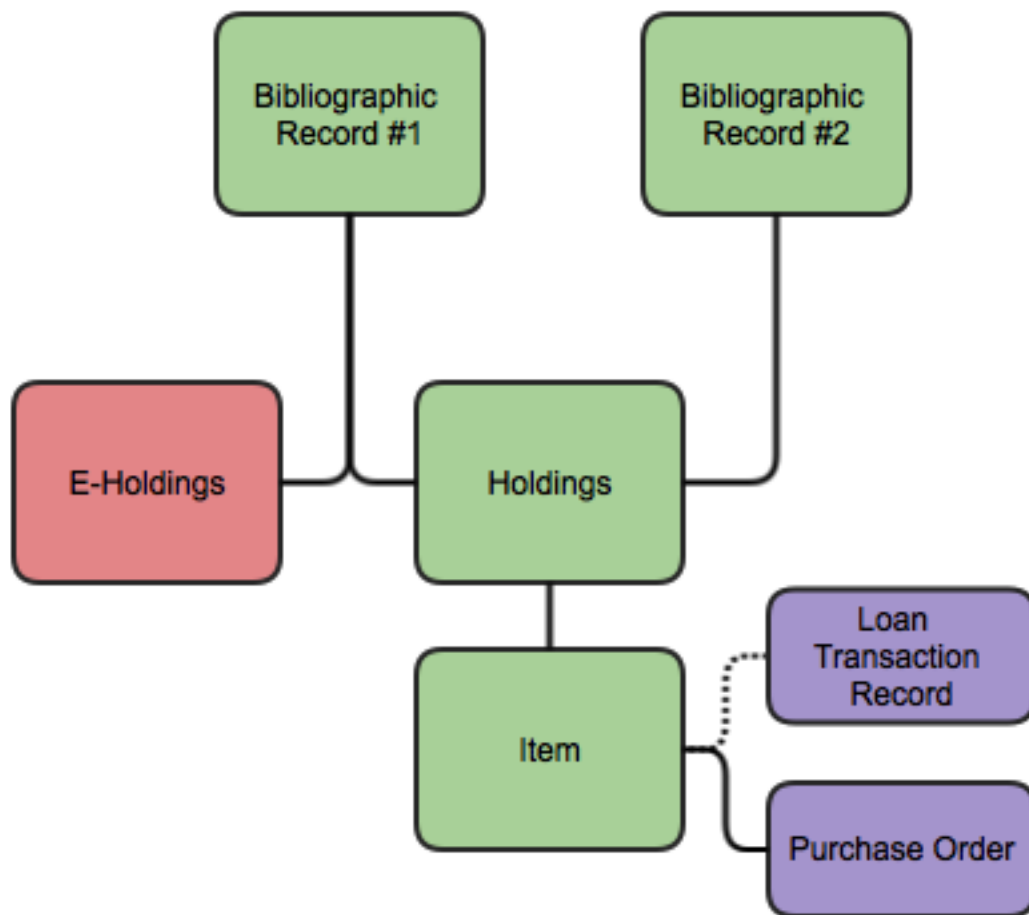 Bibliographic
Record #1
Bibliographic
Record #2
E-Holdings
Holdings
Loan
Transaction
Record
Item
Purchase Order